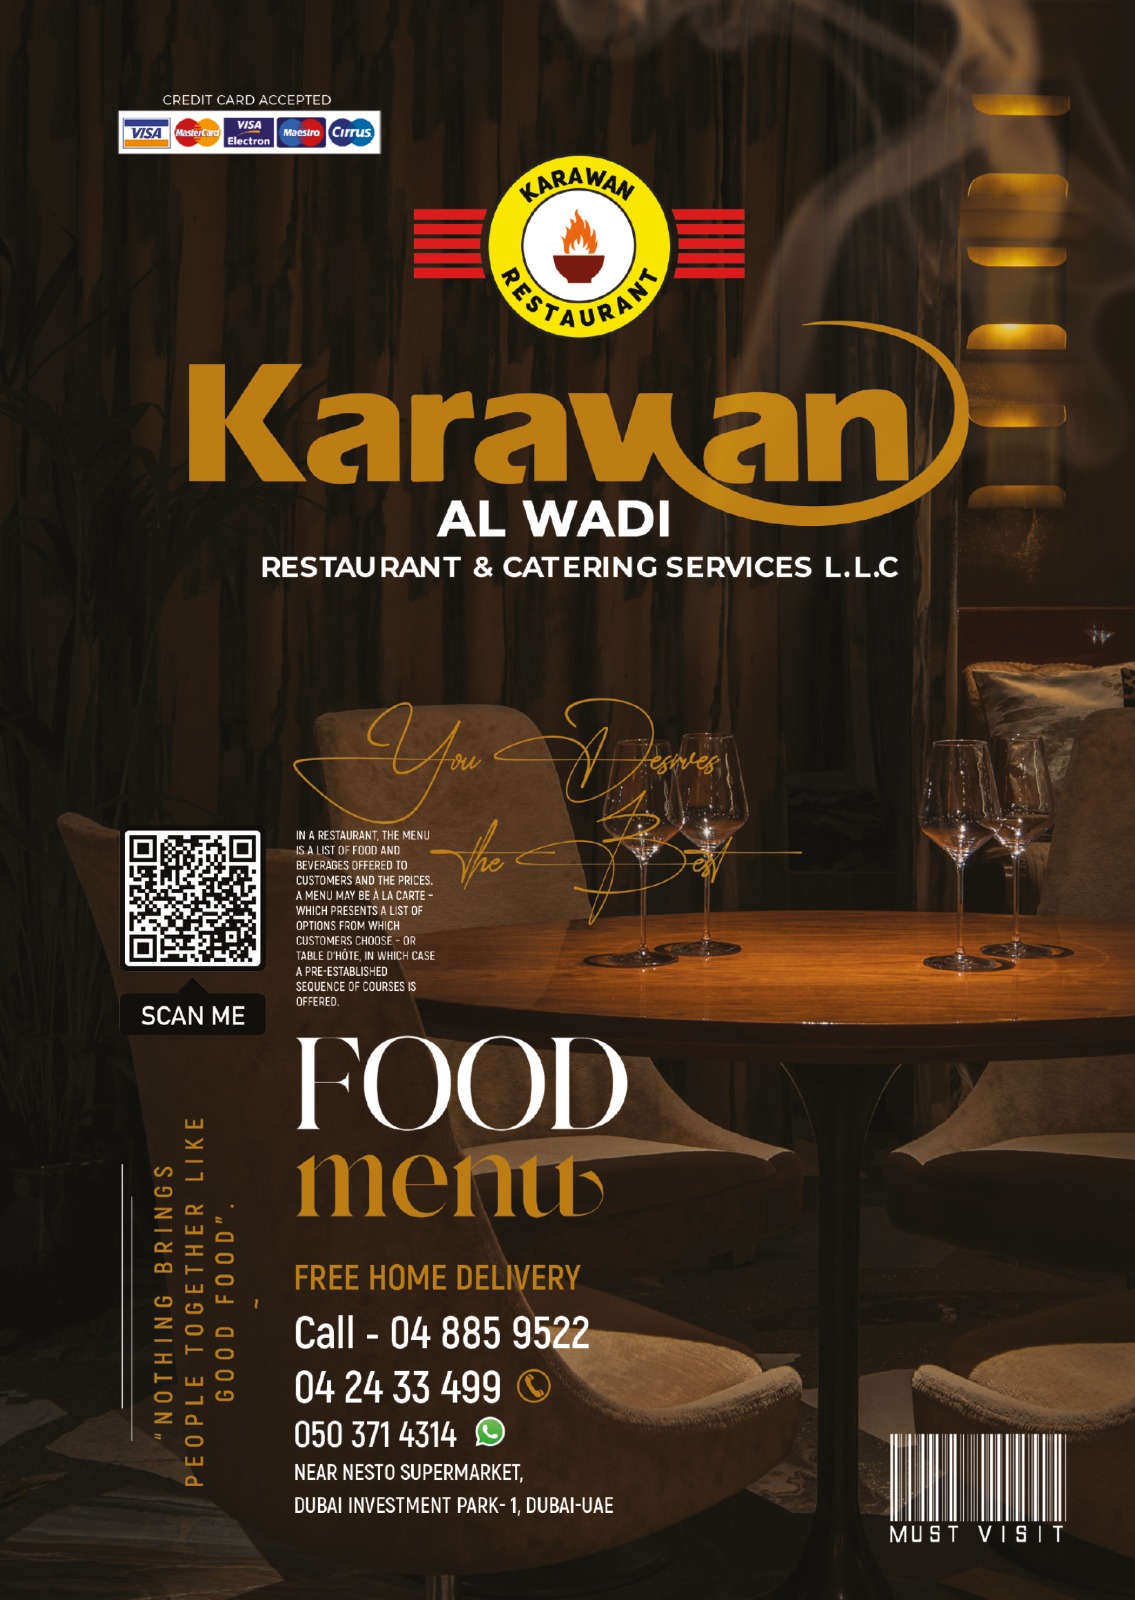 CREDIT CARD ACCEPTED
VISA MasterCard VISA Electron Maestro Cirrus
KARAWAN
RESTAURANT
Karawan
AL WADI
RESTAURANT & CATERING SERVICES L.L.C
You Deserves
the Best
IN A RESTAURANT, THE MENU
IS A LIST OF FOOD AND
BEVERAGES OFFERED TO
CUSTOMERS AND THE PRICES.
A MENU MAY BE À LA CARTE –
WHICH PRESENTS A LIST OF
OPTIONS FROM WHICH
CUSTOMERS CHOOSE – OR
TABLE D'HÔTE, IN WHICH CASE
A PRE-ESTABLISHED
SEQUENCE OF COURSES IS
OFFERED.
SCAN ME
FOOD
menu
"NOTHING BRINGS
PEOPLE TOGETHER LIKE
GOOD FOOD".
~
FREE HOME DELIVERY
Call - 04 885 9522
04 24 33 499
050 371 4314
NEAR NESTO SUPERMARKET,
DUBAI INVESTMENT PARK- 1, DUBAI-UAE
MUST VISIT